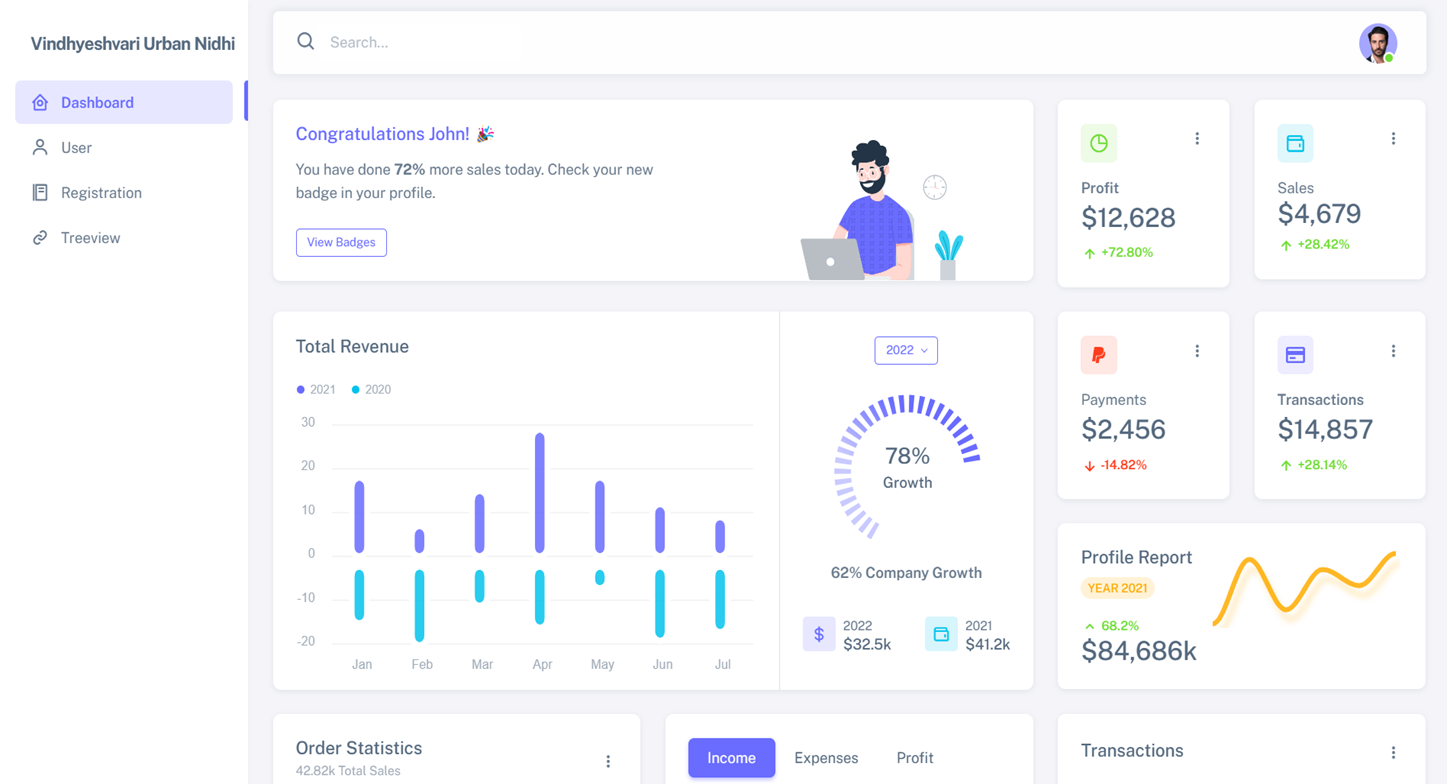 Vindhyeshvari Urban Nidhi
Dashboard
User
Registration
Treeview
Search...
Congratulations John! 🎉
You have done 72% more sales today. Check your new
badge in your profile.
View Badges
Profit
$12,628
+72.80%
Sales
$4,679
+28.42%
Total Revenue
2021 2020
30
20
10
0
-10
-20
Jan Feb Mar Apr May Jun Jul
2022
78%
Growth
62% Company Growth
$
2022
$32.5k
2021
$41.2k
Payments
$2,456
-14.82%
Transactions
$14,857
+28.14%
Profile Report
YEAR 2021
68.2%
$84,686k
Order Statistics
42.82k Total Sales
Income Expenses Profit
Transactions